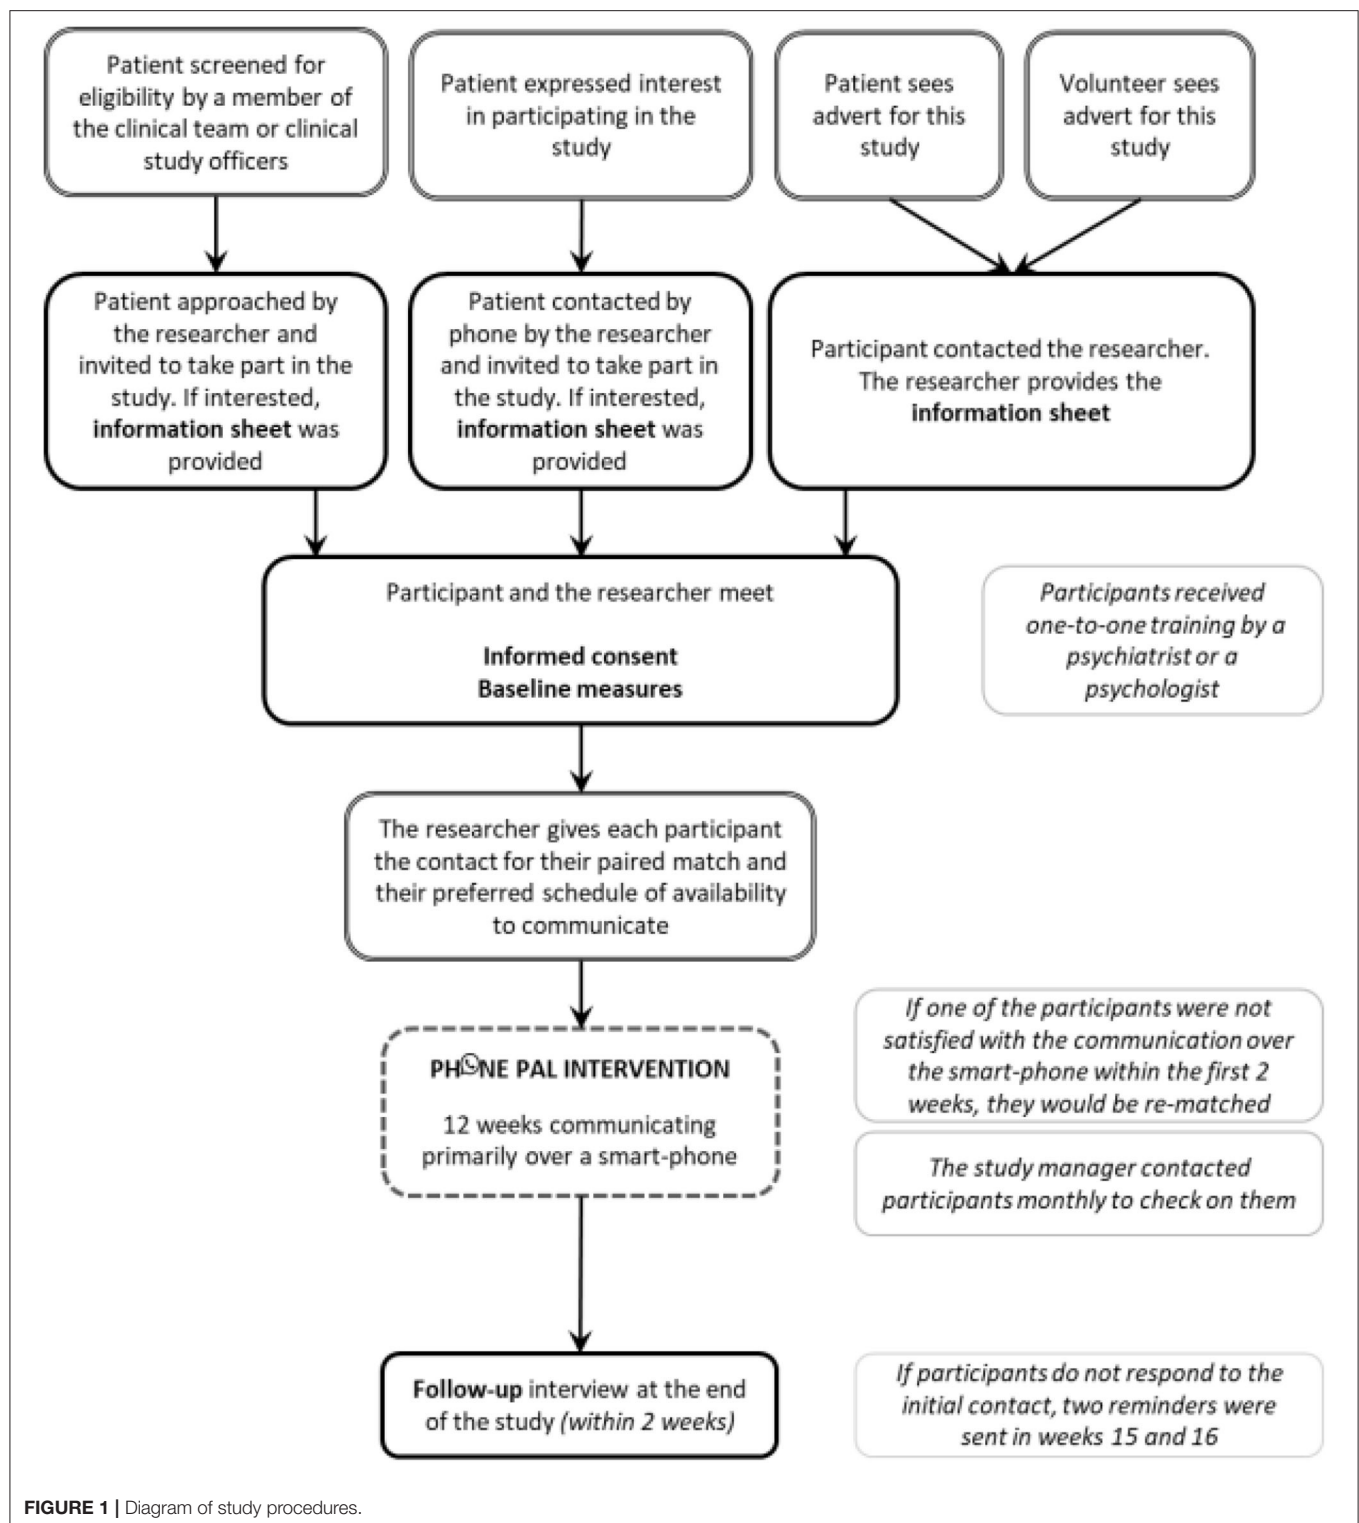 Patient screened for
eligibility by a member of
the clinical team or clinical
study officers
Patient expressed interest
in participating in the
study
Patient sees
advert for this
study
Volunteer sees
advert for this
study
Patient approached by
the researcher and
invited to take part in the
study. If interested,
information sheet was
provided
Patient contacted by
phone by the researcher
and invited to take part in
the study. If interested,
information sheet was
provided
Participant contacted the researcher.
The researcher provides the
information sheet
Participant and the researcher meet
Informed consent
Baseline measures
Participants received
one-to-one training by a
psychiatrist or a
psychologist
The researcher gives each participant
the contact for their paired match and
their preferred schedule of availability
to communicate
PHONE PAL INTERVENTION
12 weeks communicating
primarily over a smart-phone
If one of the participants were not
satisfied with the communication over
the smart-phone within the first 2
weeks, they would be re-matched
The study manager contacted
participants monthly to check on them
Follow-up interview at the end
of the study (within 2 weeks)
If participants do not respond to the
initial contact, two reminders were
sent in weeks 15 and 16
FIGURE 1 | Diagram of study procedures.